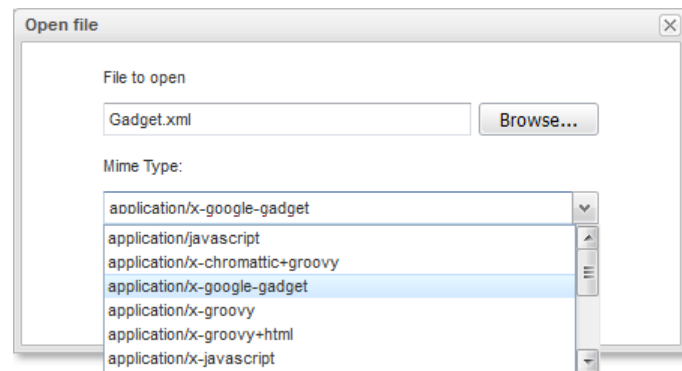 Open file
File to open
Gadget.xml
Browse...
Mime Type:
application/x-google-gadget
application/javascript
application/x-chromattic+groovy
application/x-google-gadget
application/x-groovy
application/x-groovy+html
application/x-javascript